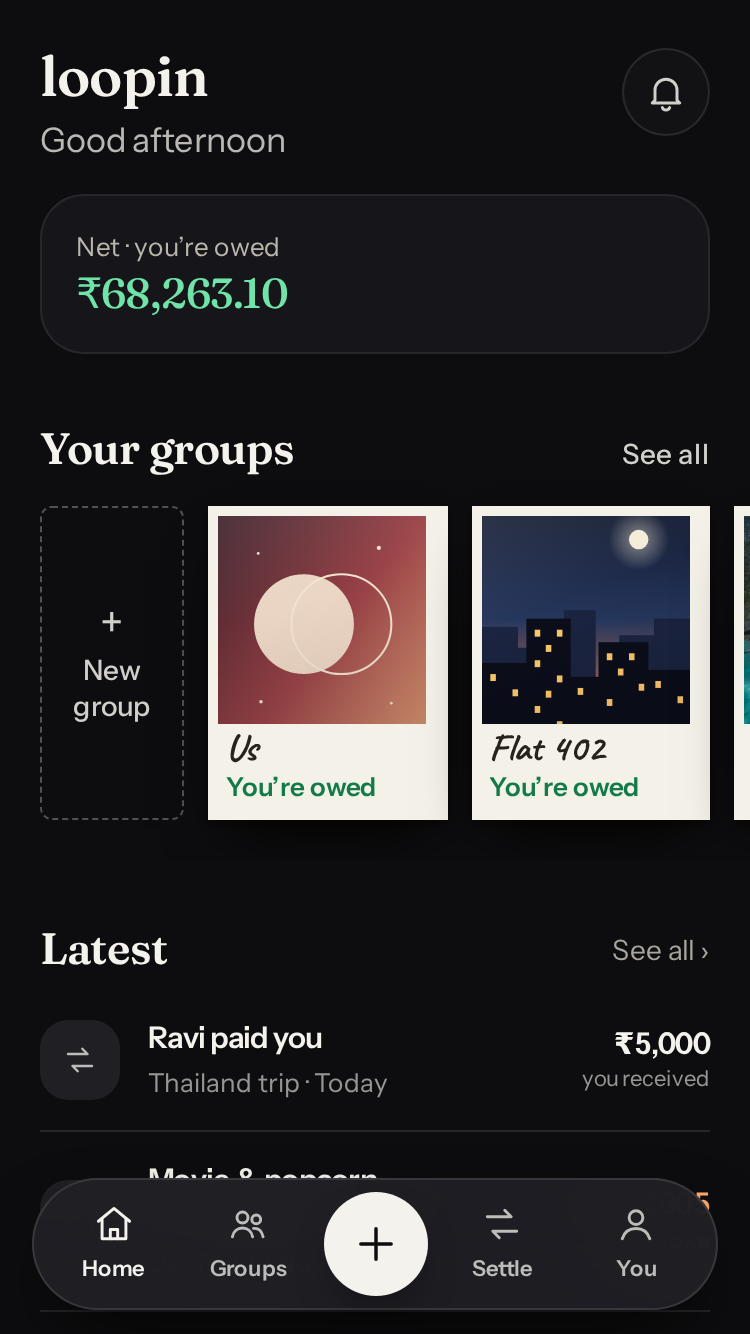 loopin
Good afternoon
Net · you’re owed
₹68,263.10
Your groups
See all
+
New
group
Us
You’re owed
Flat 402
You’re owed
Latest
See all ›
Ravi paid you
₹5,000
Thailand trip · Today
you received
Movie & popcorn
Home
Groups
Settle
You